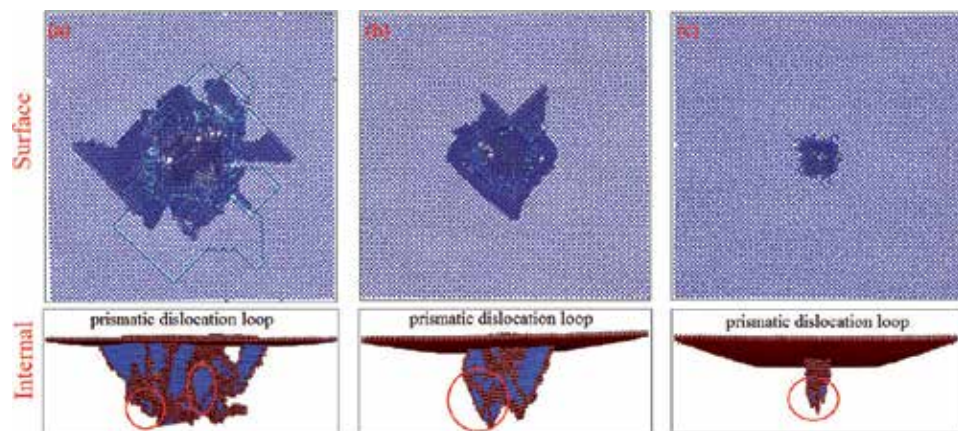 (a)
(b)
(c)
Surface
prismatic dislocation loop
prismatic dislocation loop
prismatic dislocation loop
Internal